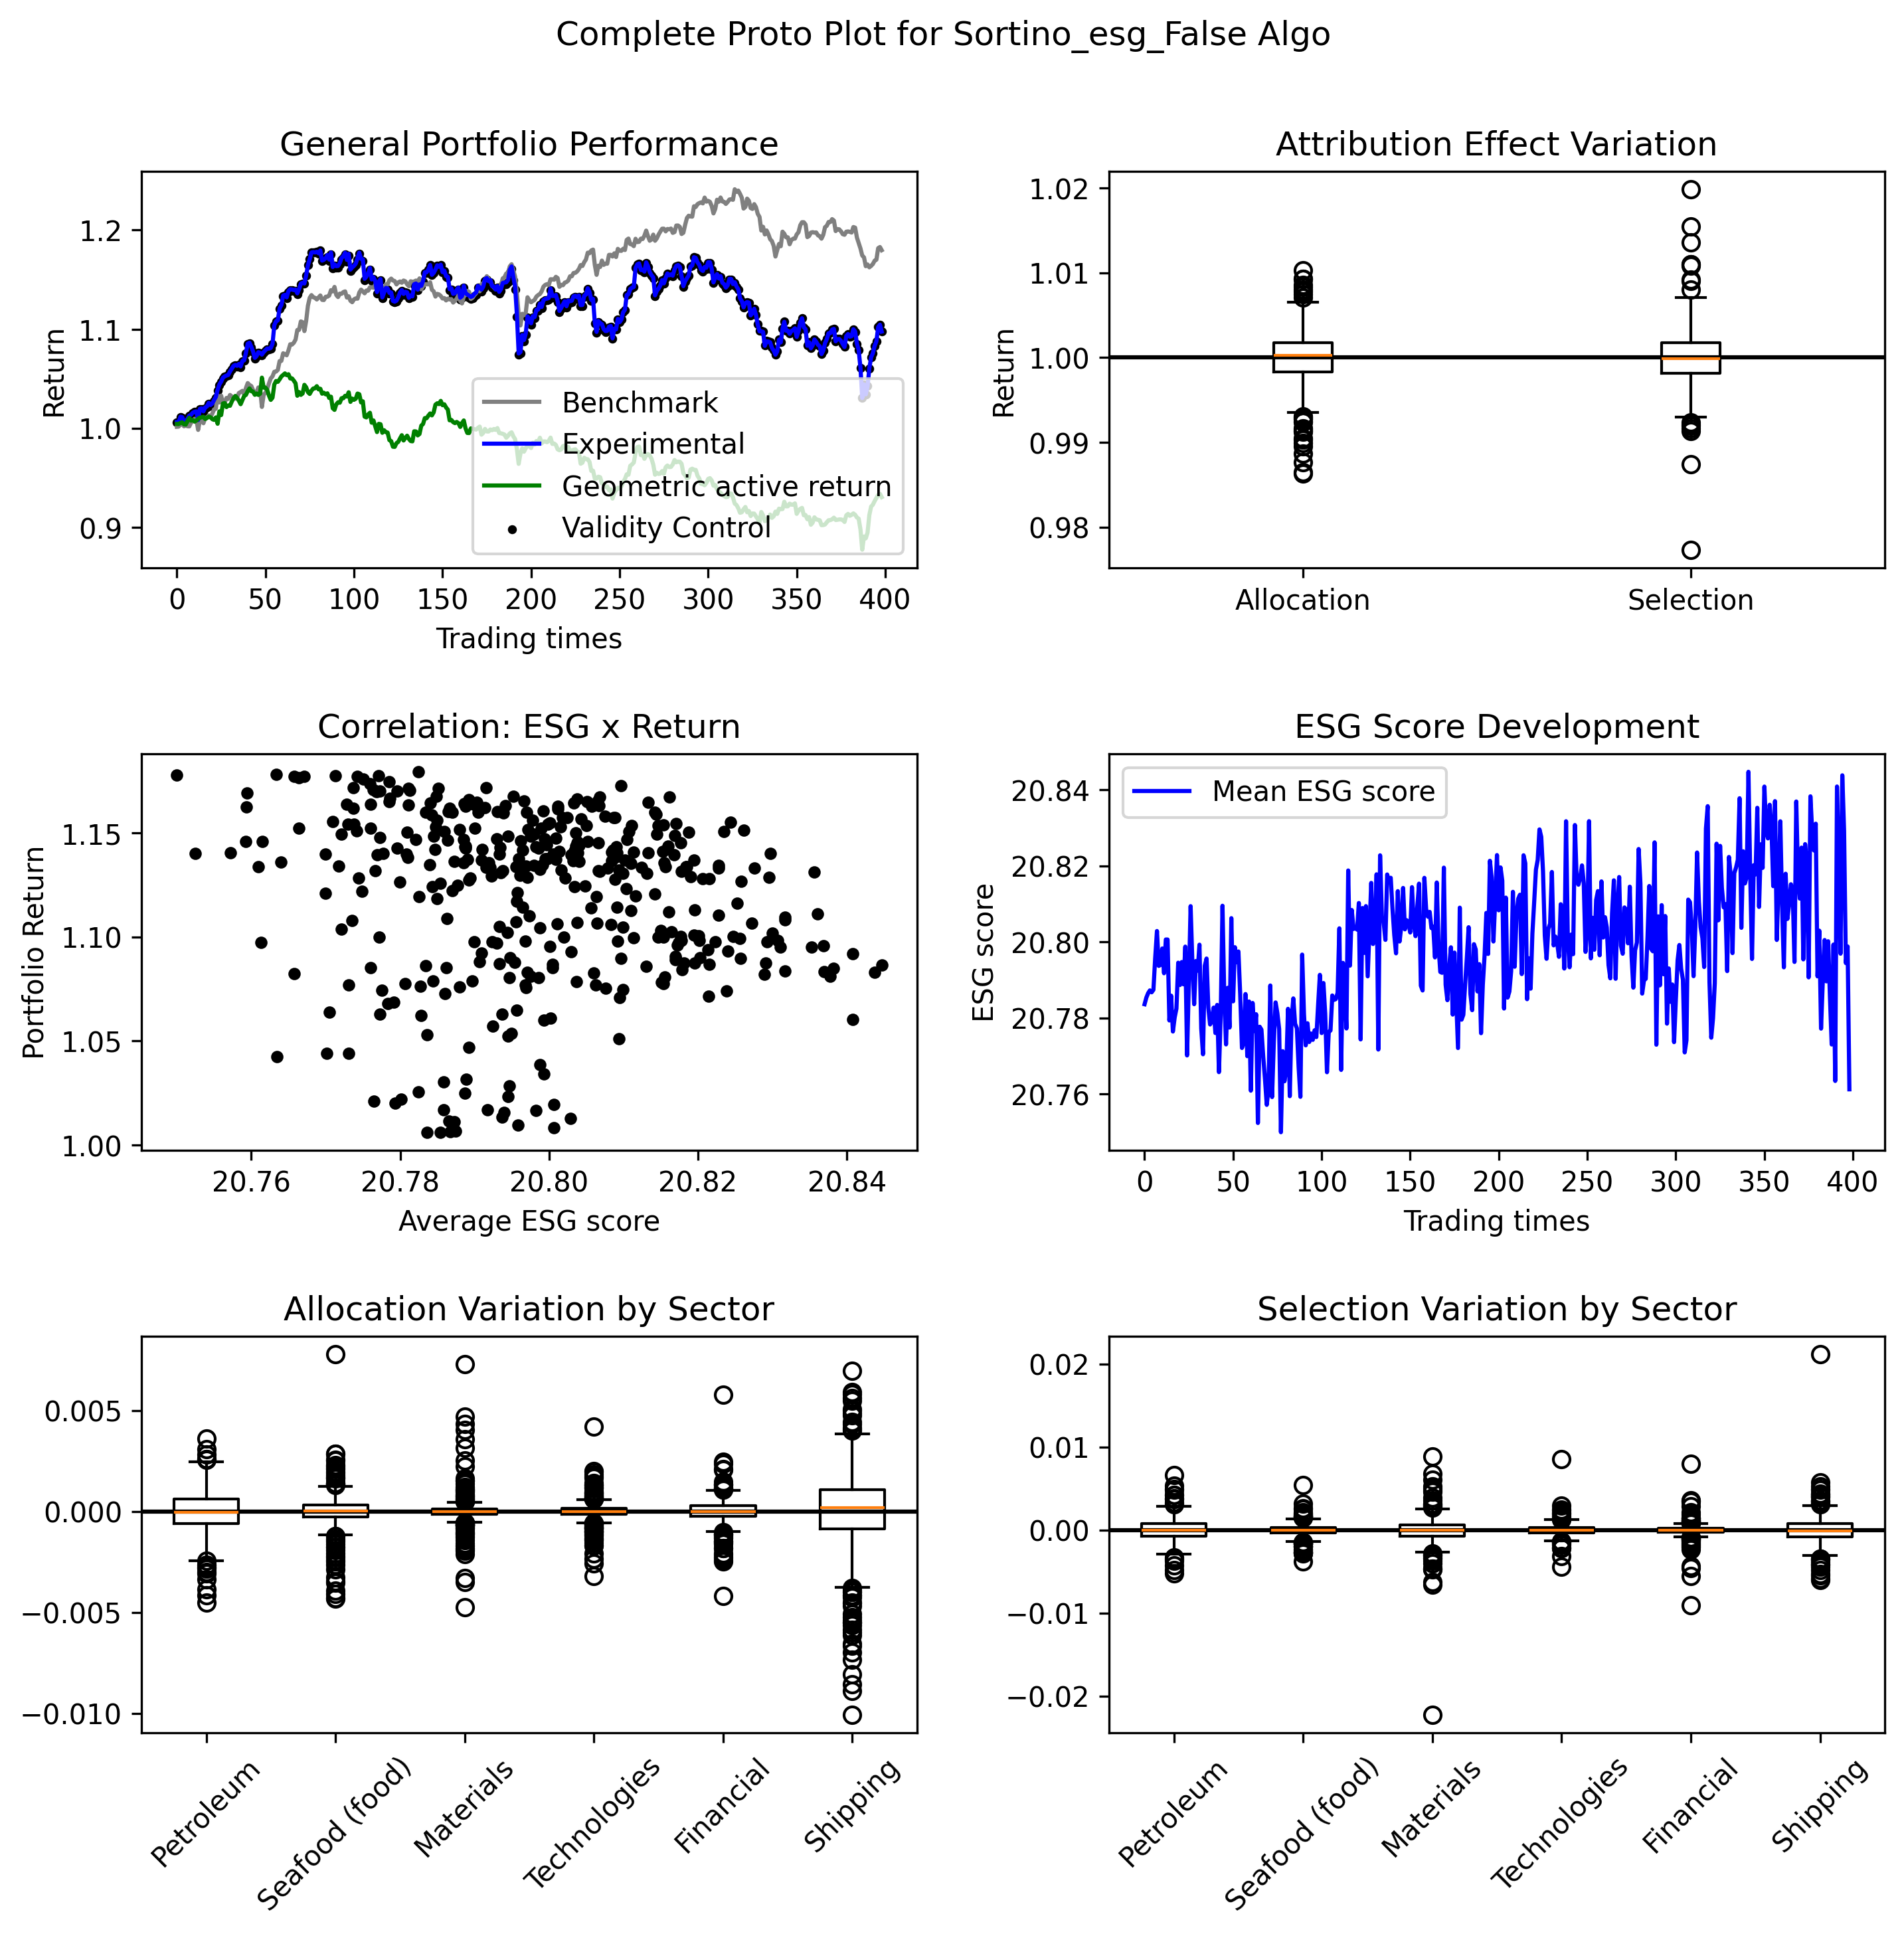 Complete Proto Plot for Sortino_esg_False Algo
General Portfolio Performance
Return
1.2
1.1
1.0
0.9
Benchmark
Experimental
Geometric active return
Validity Control
0 50 100 150 200 250 300 350 400
Trading times
Attribution Effect Variation
Return
1.02
1.01
1.00
0.99
0.98
Allocation Selection
Correlation: ESG x Return
Portfolio Return
1.15
1.10
1.05
1.00
20.76 20.78 20.80 20.82 20.84
Average ESG score
ESG Score Development
ESG score
Mean ESG score
20.84
20.82
20.80
20.78
20.76
0 50 100 150 200 250 300 350 400
Trading times
Allocation Variation by Sector
0.005
0.000
−0.005
−0.010
Petroleum
Seafood (food)
Materials
Technologies
Financial
Shipping
Selection Variation by Sector
0.02
0.01
0.00
−0.01
−0.02
Petroleum
Seafood (food)
Materials
Technologies
Financial
Shipping